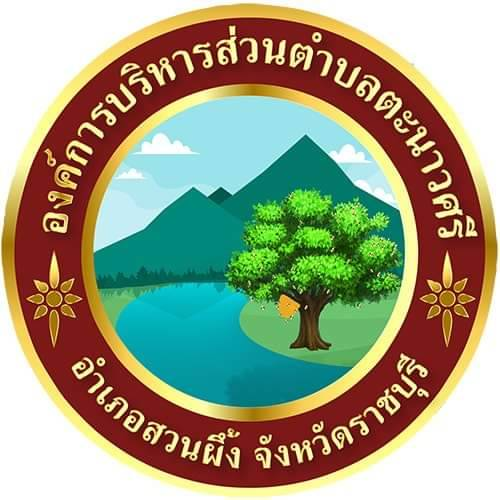 องค์การบริหารส่วนตำบลตะนาวศรี
อำเภอสวนผึ้ง จังหวัดราชบุรี